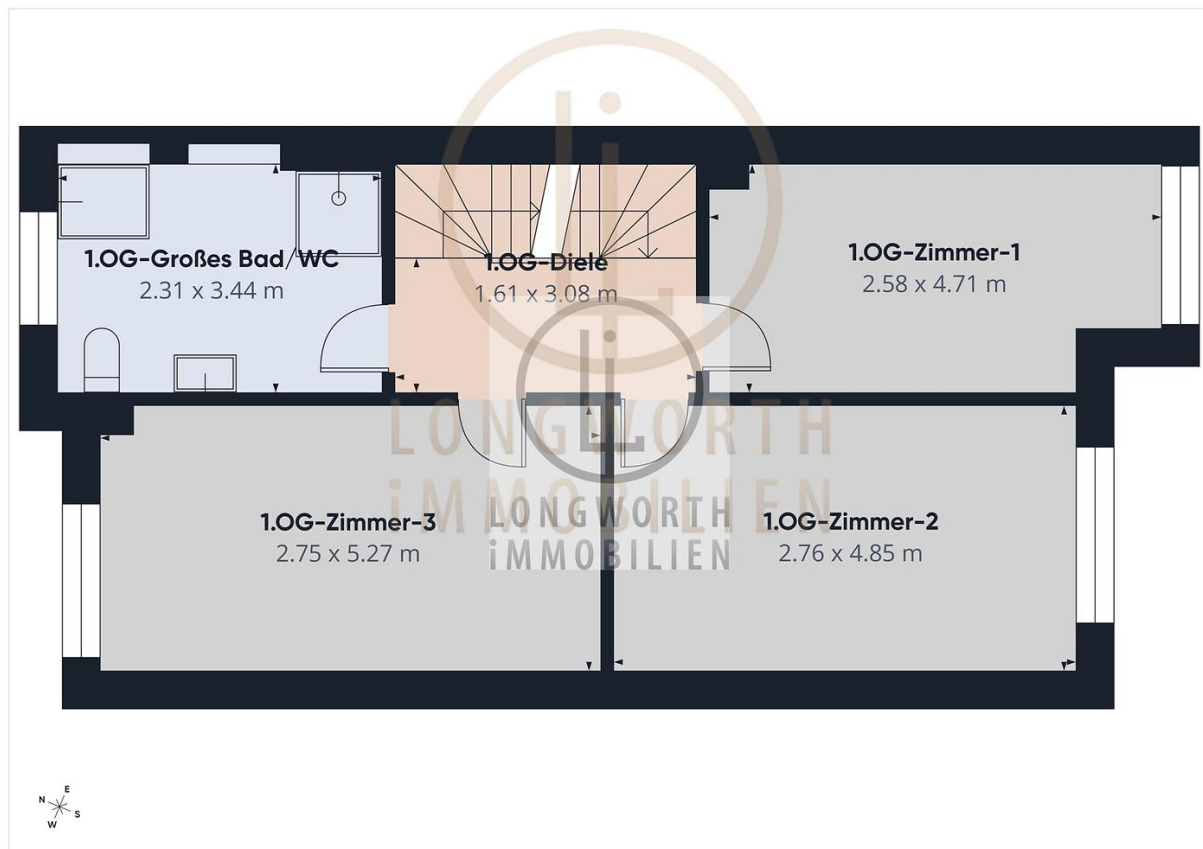 1.OG-Großes Bad/WC
2.31 x 3.44 m
1.OG-Diele
1.61 x 3.08 m
1.OG-Zimmer-1
2.58 x 4.71 m
LONGWORTH
iMMOBILIEN
1.OG-Zimmer-3
2.75 x 5.27 m
LONGWORTH
iMMOBILIEN
1.OG-Zimmer-2
2.76 x 4.85 m
E
N
S
W